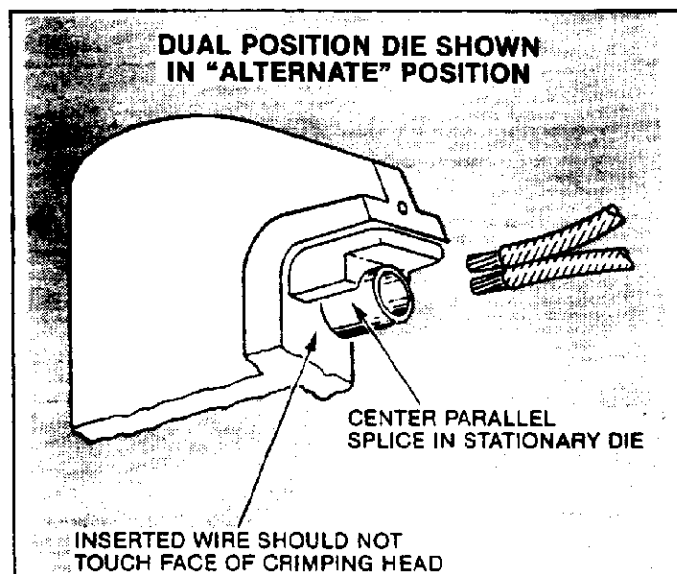 DUAL POSITION DIE SHOWN
IN "ALTERNATE" POSITION
CENTER PARALLEL
SPLICE IN STATIONARY DIE
INSERTED WIRE SHOULD NOT
TOUCH FACE OF CRIMPING HEAD